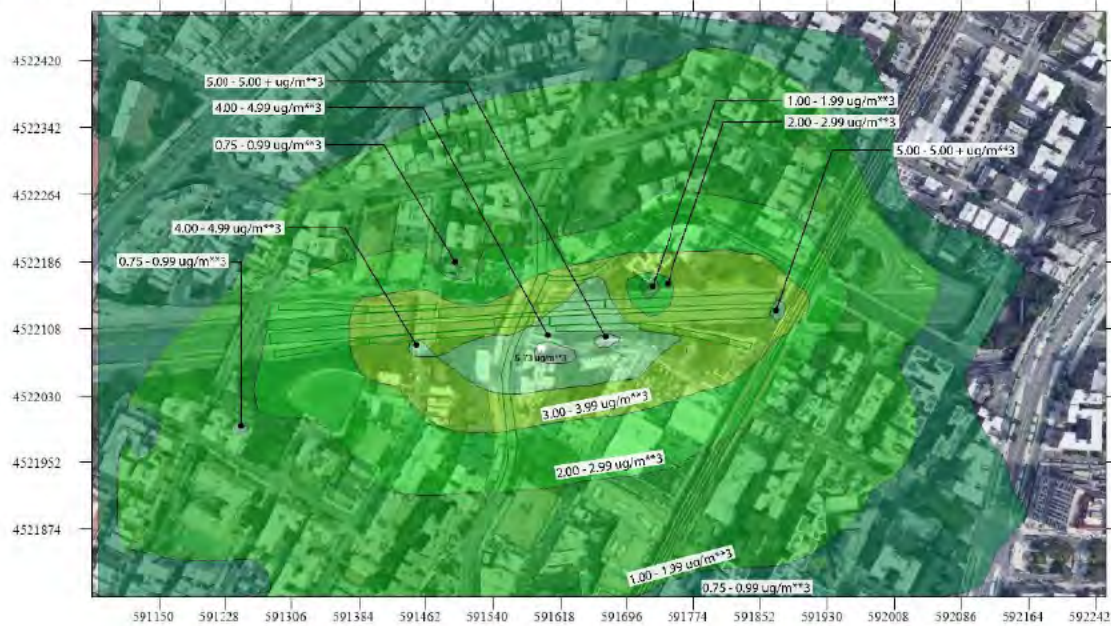 4522420
4522342
4522264
4522186
4522108
4522030
4521952
4521874
5.00 - 5.00 + ug/m**3
4.00 - 4.99 ug/m**3
0.75 - 0.99 ug/m**3
1.00 - 1.99 ug/m**3
2.00 - 2.99 ug/m**3
5.00 - 5.00 + ug/m**3
4.00 - 4.99 ug/m**3
0.75 - 0.99 ug/m**3
5.73 ug/m**3
3.00 - 3.99 ug/m**3
2.00 - 2.99 ug/m**3
1.00 - 1.99 ug/m**3
0.75 - 0.99 ug/m**3
591150 591228 591306 591384 591462 591540 591618 591696 591774 591852 591930 592008 592086 592164 592242